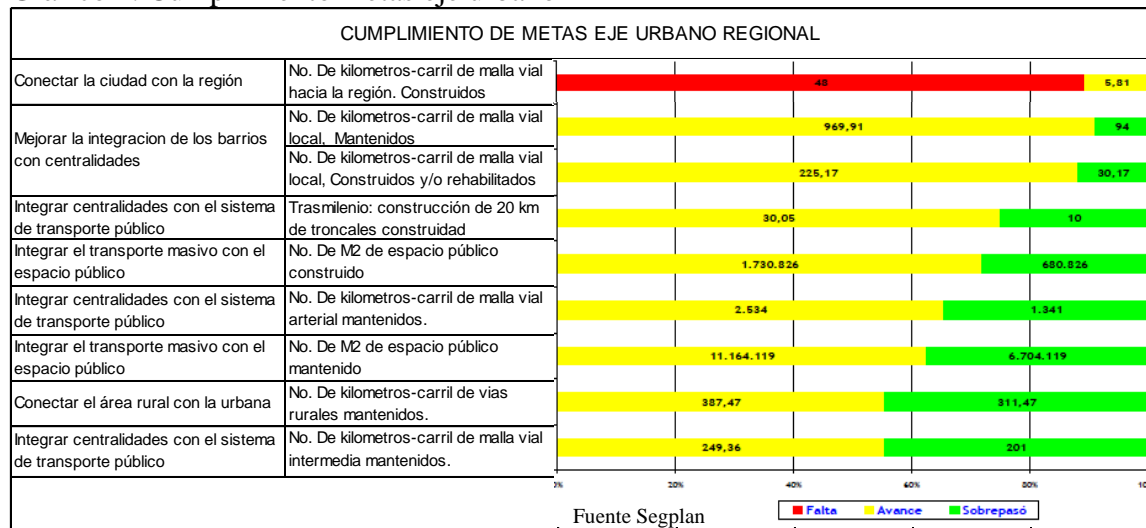 CUMPLIMIENTO DE METAS EJE URBANO REGIONAL
Conectar la ciudad con la región
No. De kilometros-carril de malla vial
hacia la región. Construidos
48
5,81
Mejorar la integracion de los barrios
con centralidades
No. De kilometros-carril de malla vial
local, Mantenidos
969,91
94
No. De kilometros-carril de malla vial
local, Construidos y/o rehabilitados
225,17
30,17
Integrar centralidades con el sistema
de transporte público
Trasmilenio: construcción de 20 km
de troncales construidad
30,05
10
Integrar el transporte masivo con el
espacio público
No. De M2 de espacio público
construido
1.730.826
680.826
Integrar centralidades con el sistema
de transporte público
No. De kilometros-carril de malla vial
arterial mantenidos.
2.534
1.341
Integrar el transporte masivo con el
espacio público
No. De M2 de espacio público
mantenido
11.164.119
6.704.119
Conectar el área rural con la urbana
No. De kilometros-carril de vias
rurales mantenidos.
387,47
311,47
Integrar centralidades con el sistema
de transporte público
No. De kilometros-carril de malla vial
intermedia mantenidos.
249,36
201
20% 40% 60% 80%
Fuente Segplan
Falta Avance Sobrepasó